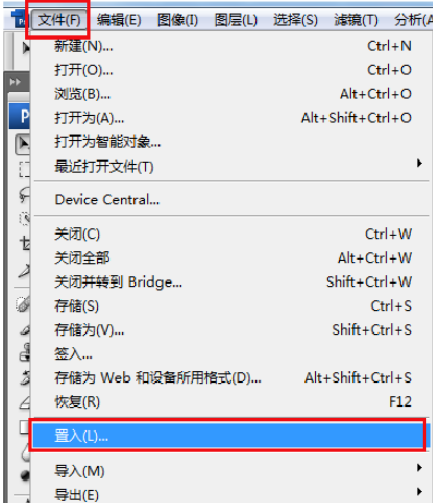 文件(F) 编辑(E) 图像(I) 图层(L) 选择(S) 滤镜(T) 分析(A
新建(N)... Ctrl+N
打开(O)... Ctrl+O
浏览(B)... Alt+Ctrl+O
打开为(A)... Alt+Shift+Ctrl+O
打开为智能对象...
最近打开文件(T)
Device Central...
关闭(C) Ctrl+W
关闭全部 Alt+Ctrl+W
关闭并转到 Bridge... Shift+Ctrl+W
存储(S) Ctrl+S
存储为(V)... Shift+Ctrl+S
签入...
存储为 Web 和设备所用格式(D)... Alt+Shift+Ctrl+S
恢复(R) F12
置入(L)...
导入(M)
导出(E)